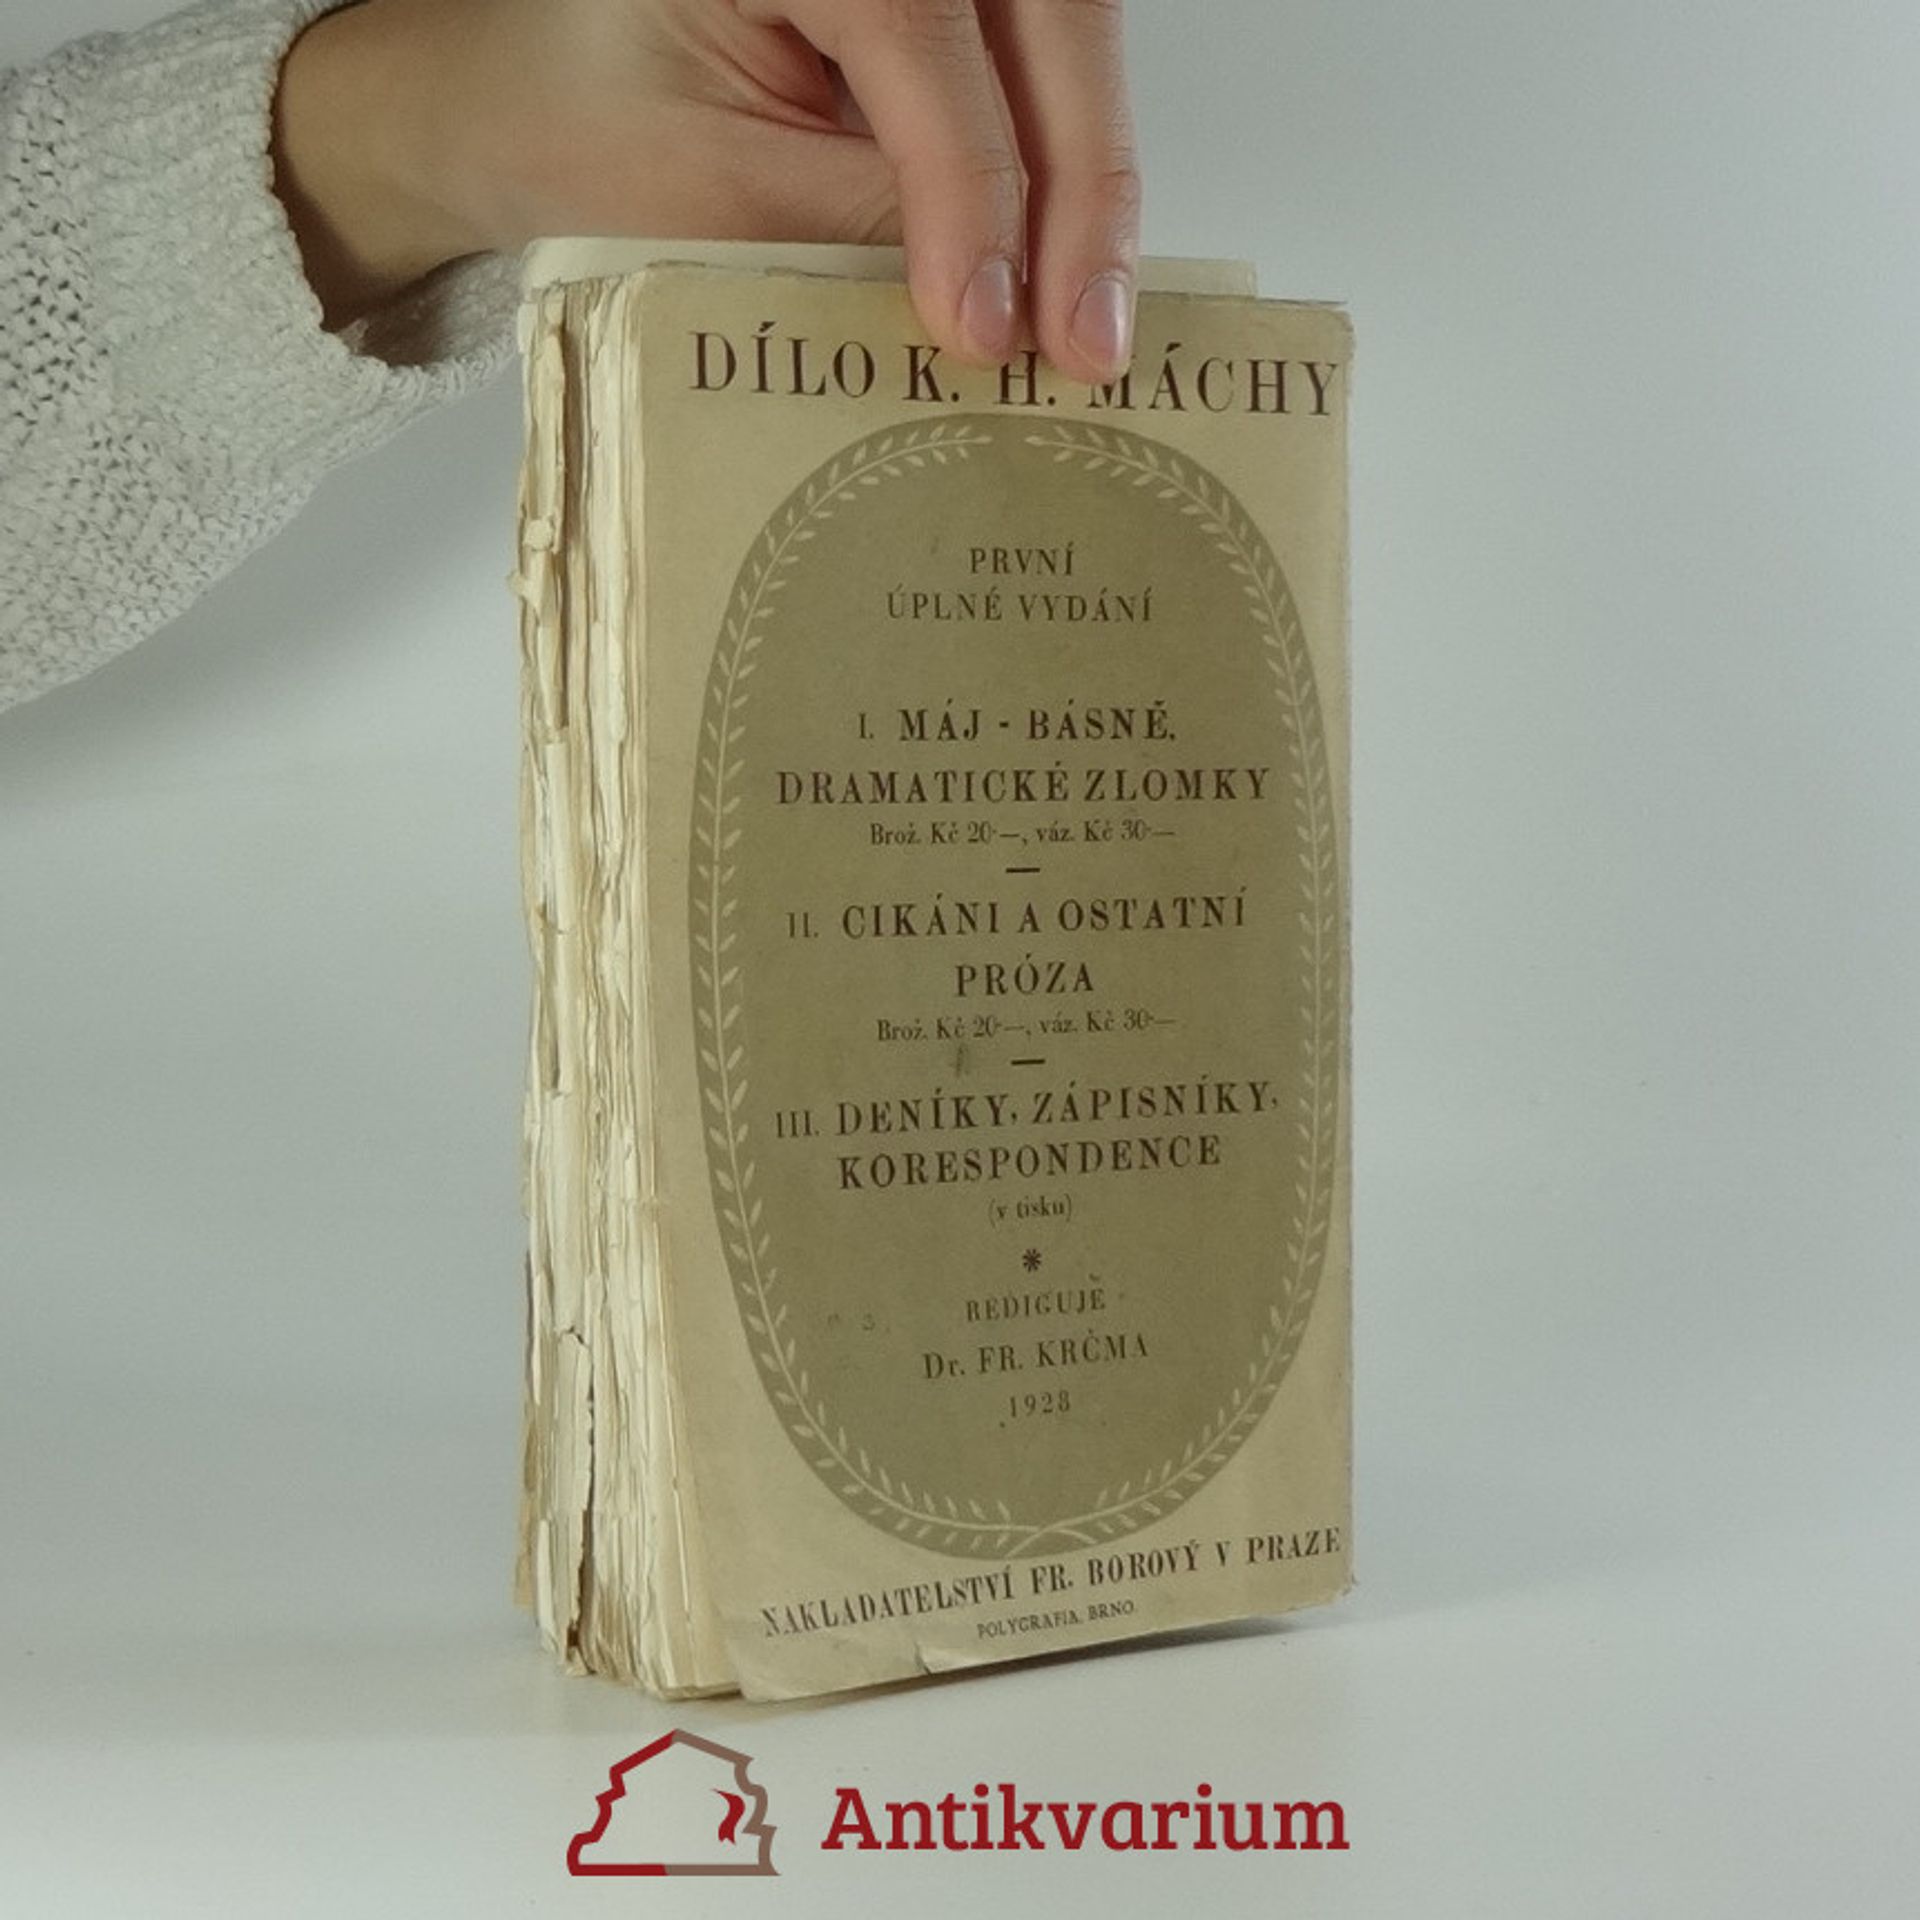 DÍLO K. H. MÁCHY
PRVNÍ
ÚPLNÉ VYDÁNÍ
I. MÁJ - BÁSNĚ,
DRAMATICKÉ ZLOMKY
Brož. Kč 20·—, váz. Kč 30·—
II. CIKÁNI A OSTATNÍ
PRÓZA
Brož. Kč 20·—, váz. Kč 30·—
III. DENÍKY, ZÁPISNÍKY,
KORESPONDENCE
(v tisku)
REDIGUJE
Dr. FR. KRČMA
1928
NAKLADATELSTVÍ FR. BOROVÝ V PRAZE
POLYGRAFIA, BRNO.
Antikvarium